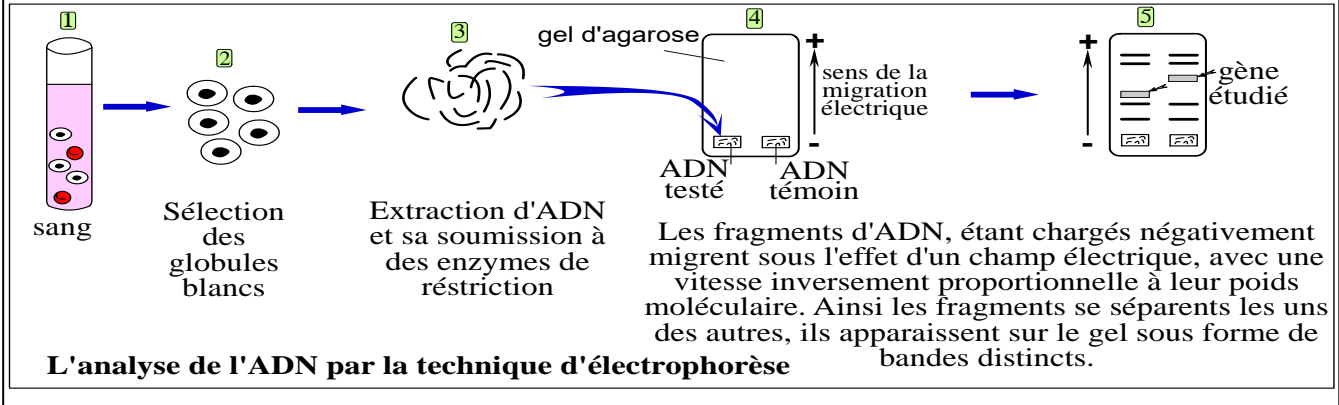 1
2
3
4
5
sang
Sélection
des
globules
blancs
Extraction d'ADN
et sa soumission à
des enzymes de
réstriction
gel d'agarose
+
sens de la
migration
électrique
-
ADN
testé
ADN
témoin
+
-
gène
étudié
Les fragments d'ADN, étant chargés négativement
migrent sous l'effet d'un champ électrique, avec une
vitesse inversement proportionnelle à leur poids
moléculaire. Ainsi les fragments se séparents les uns
des autres, ils apparaissent sur le gel sous forme de
bandes distincts.
L'analyse de l'ADN par la technique d'électrophorèse